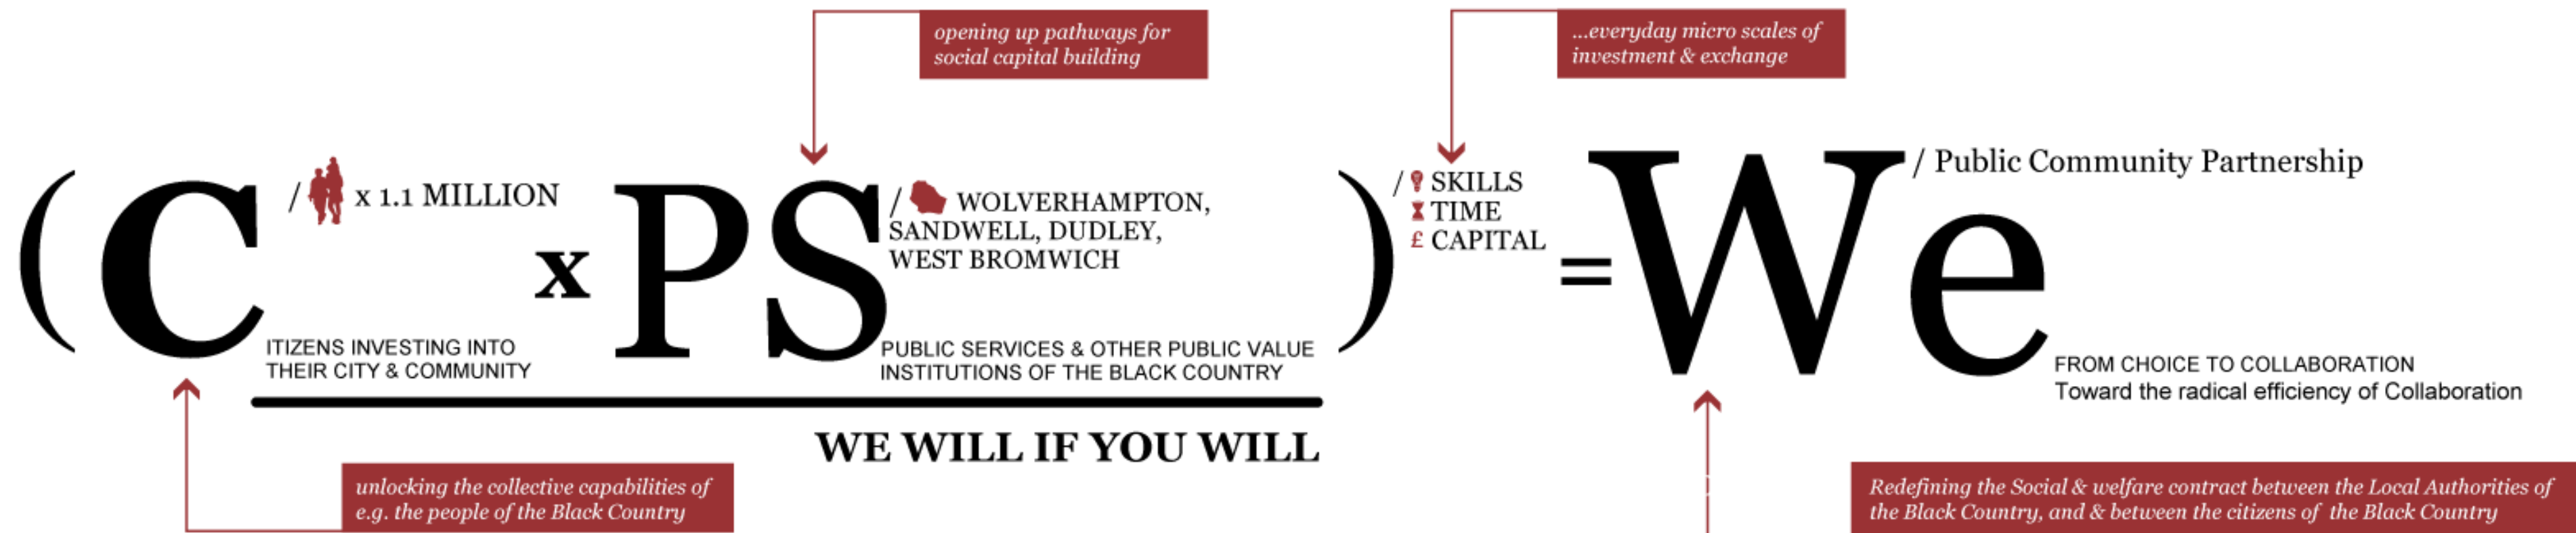 opening up pathways for
social capital building
...everyday micro scales of
investment & exchange
(C / x 1.1 MILLION
ITIZENS INVESTING INTO
THEIR CITY & COMMUNITY
x
PS / WOLVERHAMPTON,
SANDWELL, DUDLEY,
WEST BROMWICH
PUBLIC SERVICES & OTHER PUBLIC VALUE
INSTITUTIONS OF THE BLACK COUNTRY
) / SKILLS
TIME
£ CAPITAL
=
We / Public Community Partnership
FROM CHOICE TO COLLABORATION
Toward the radical efficiency of Collaboration
WE WILL IF YOU WILL
unlocking the collective capabilities of
e.g. the people of the Black Country
Redefining the Social & welfare contract between the Local Authorities of
the Black Country, and & between the citizens of the Black Country